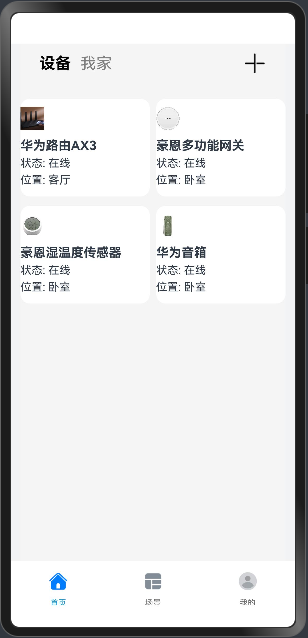 设备 我家
华为路由AX3
状态: 在线
位置: 客厅
豪恩多功能网关
状态: 在线
位置: 卧室
豪恩湿温度传感器
状态: 在线
位置: 卧室
华为音箱
状态: 在线
位置: 卧室
首页
场景
我的